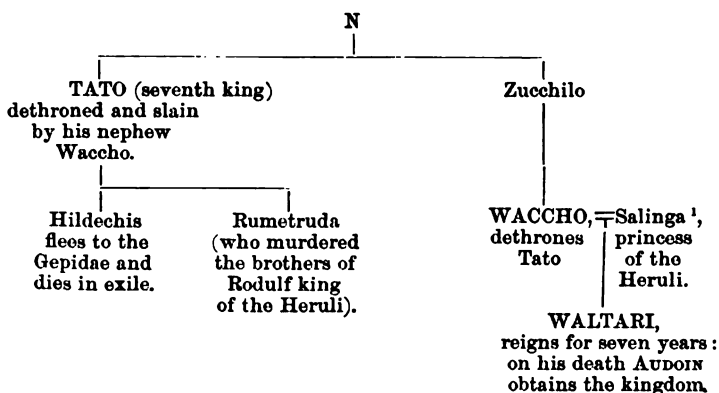 N
TATO (seventh king)
dethroned and slain
by his nephew
Waccho.
Zucchilo
Hildechis
flees to the
Gepidae and
dies in exile.
Rumetruda
(who murdered
the brothers of
Rodulf king
of the Heruli).
WACCHO,
dethrones
Tato
Salinga ¹,
princess
of the
Heruli.
WALTARI,
reigns for seven years:
on his death AUDOIN
obtains the kingdom.